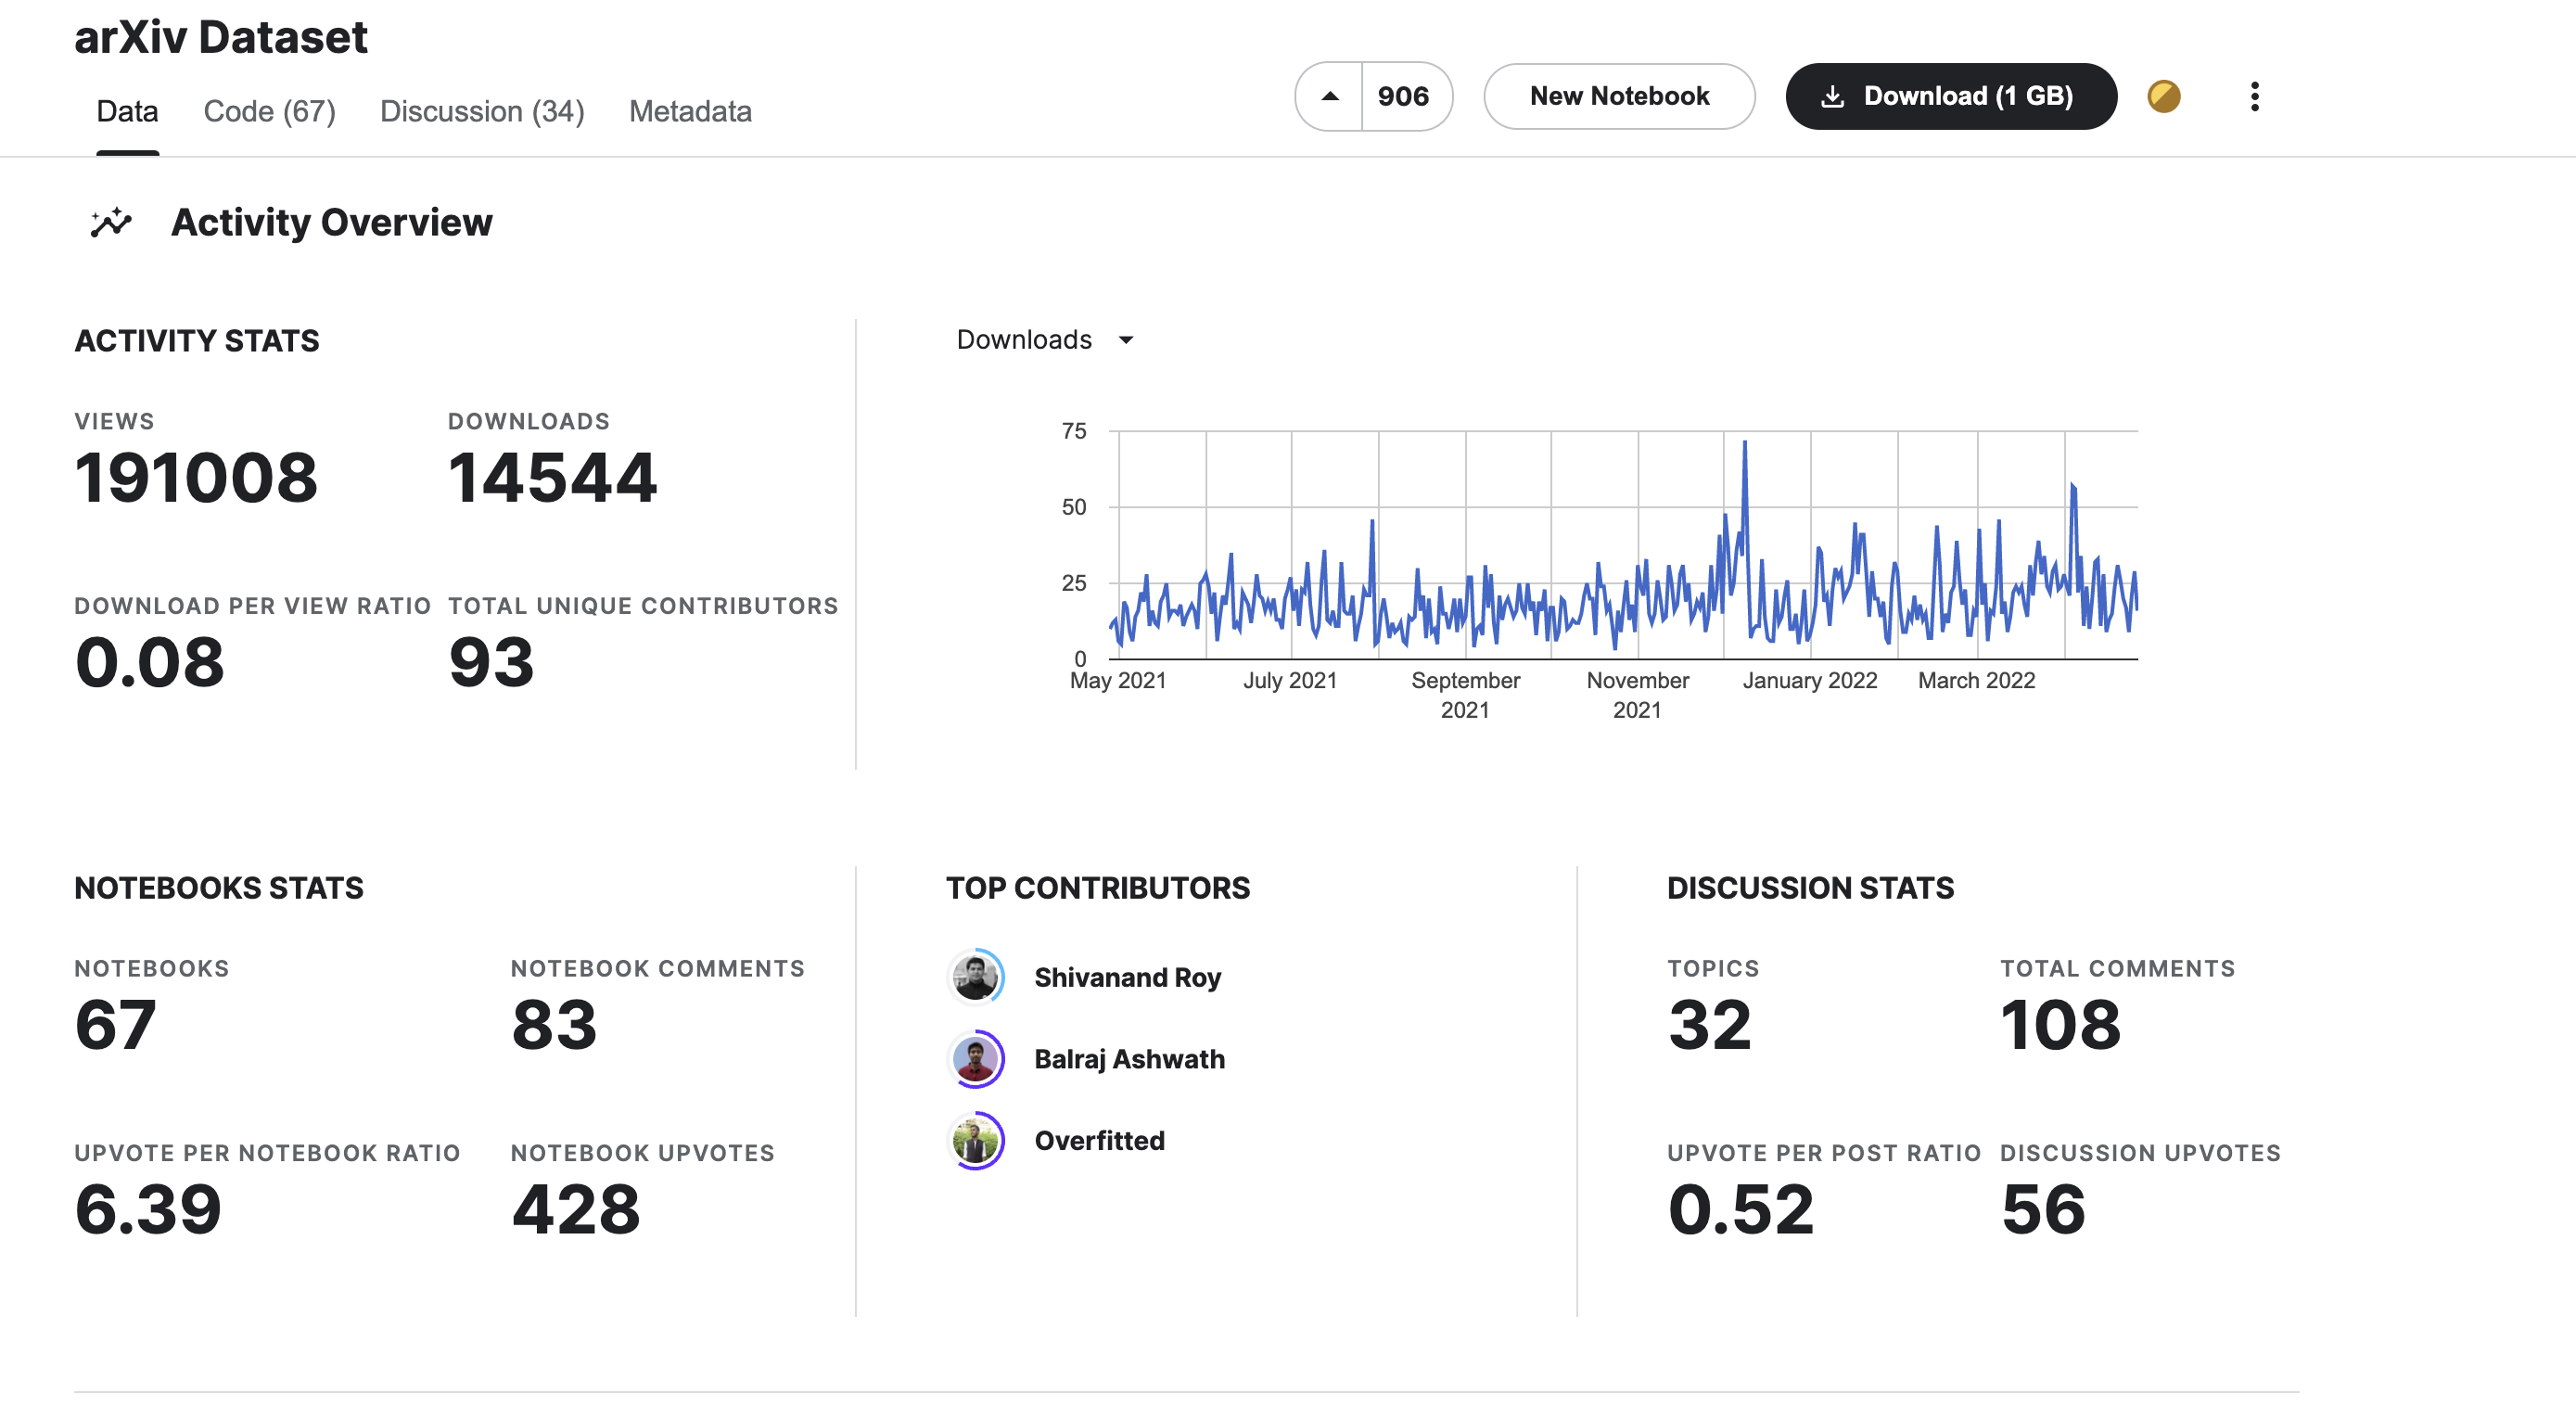 arXiv Dataset
Data Code (67) Discussion (34) Metadata
906 New Notebook Download (1 GB)
Activity Overview
ACTIVITY STATS
VIEWS DOWNLOADS
191008 14544
DOWNLOAD PER VIEW RATIO TOTAL UNIQUE CONTRIBUTORS
0.08 93
Downloads
75
50
25
0
May 2021 July 2021 September 2021 November 2021 January 2022 March 2022
NOTEBOOKS STATS
NOTEBOOKS NOTEBOOK COMMENTS
67 83
UPVOTE PER NOTEBOOK RATIO NOTEBOOK UPVOTES
6.39 428
TOP CONTRIBUTORS
Shivanand Roy
Balraj Ashwath
Overfitted
DISCUSSION STATS
TOPICS TOTAL COMMENTS
32 108
UPVOTE PER POST RATIO DISCUSSION UPVOTES
0.52 56